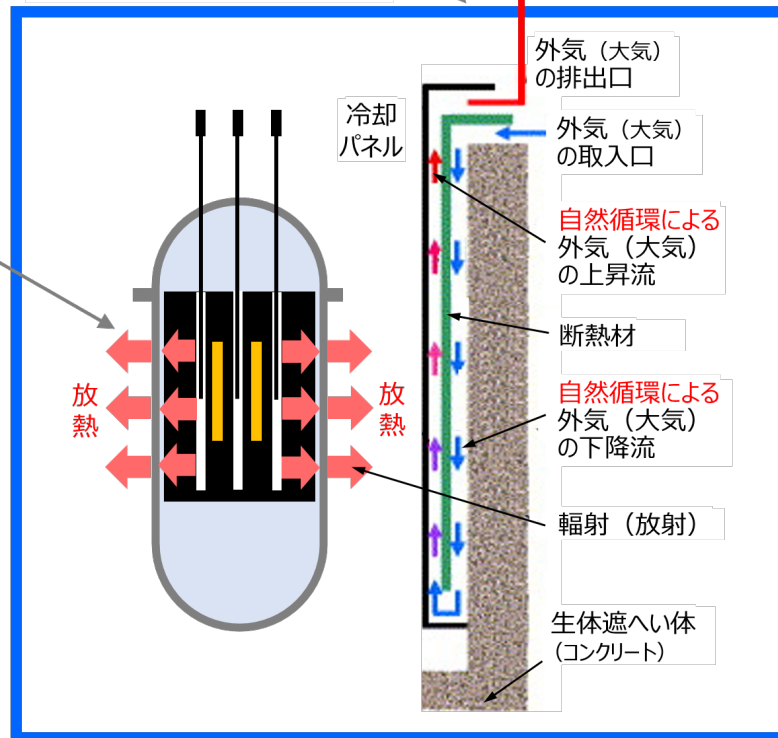 外気（大気）
の排出口
冷却
パネル
外気（大気）
の取入口
自然循環による
外気（大気）
の上昇流
断熱材
放
熱
放
熱
自然循環による
外気（大気）
の下降流
輻射（放射）
生体遮へい体
（コンクリート）